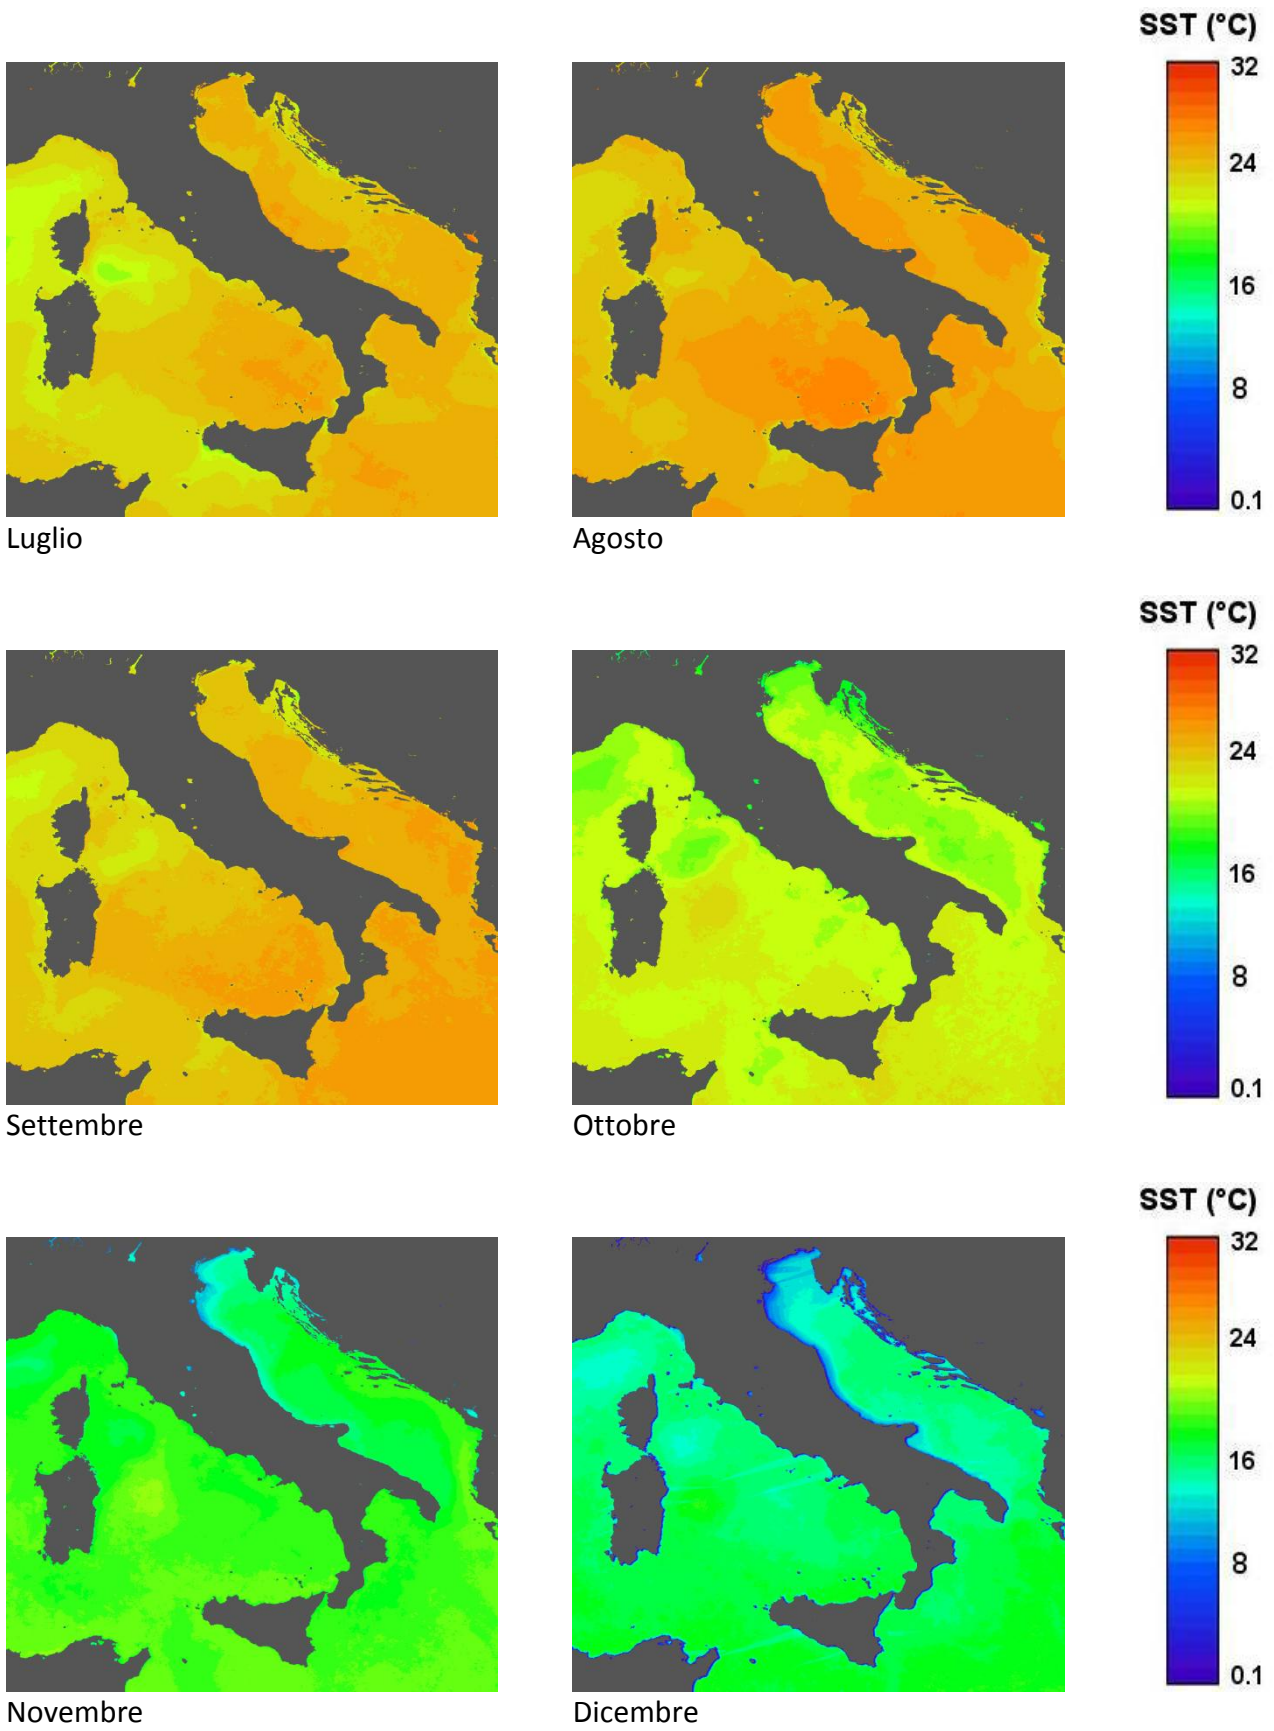 SST (°C)
32
24
16
8
0.1
Luglio
Agosto
SST (°C)
32
24
16
8
0.1
Settembre
Ottobre
SST (°C)
32
24
16
8
0.1
Novembre
Dicembre